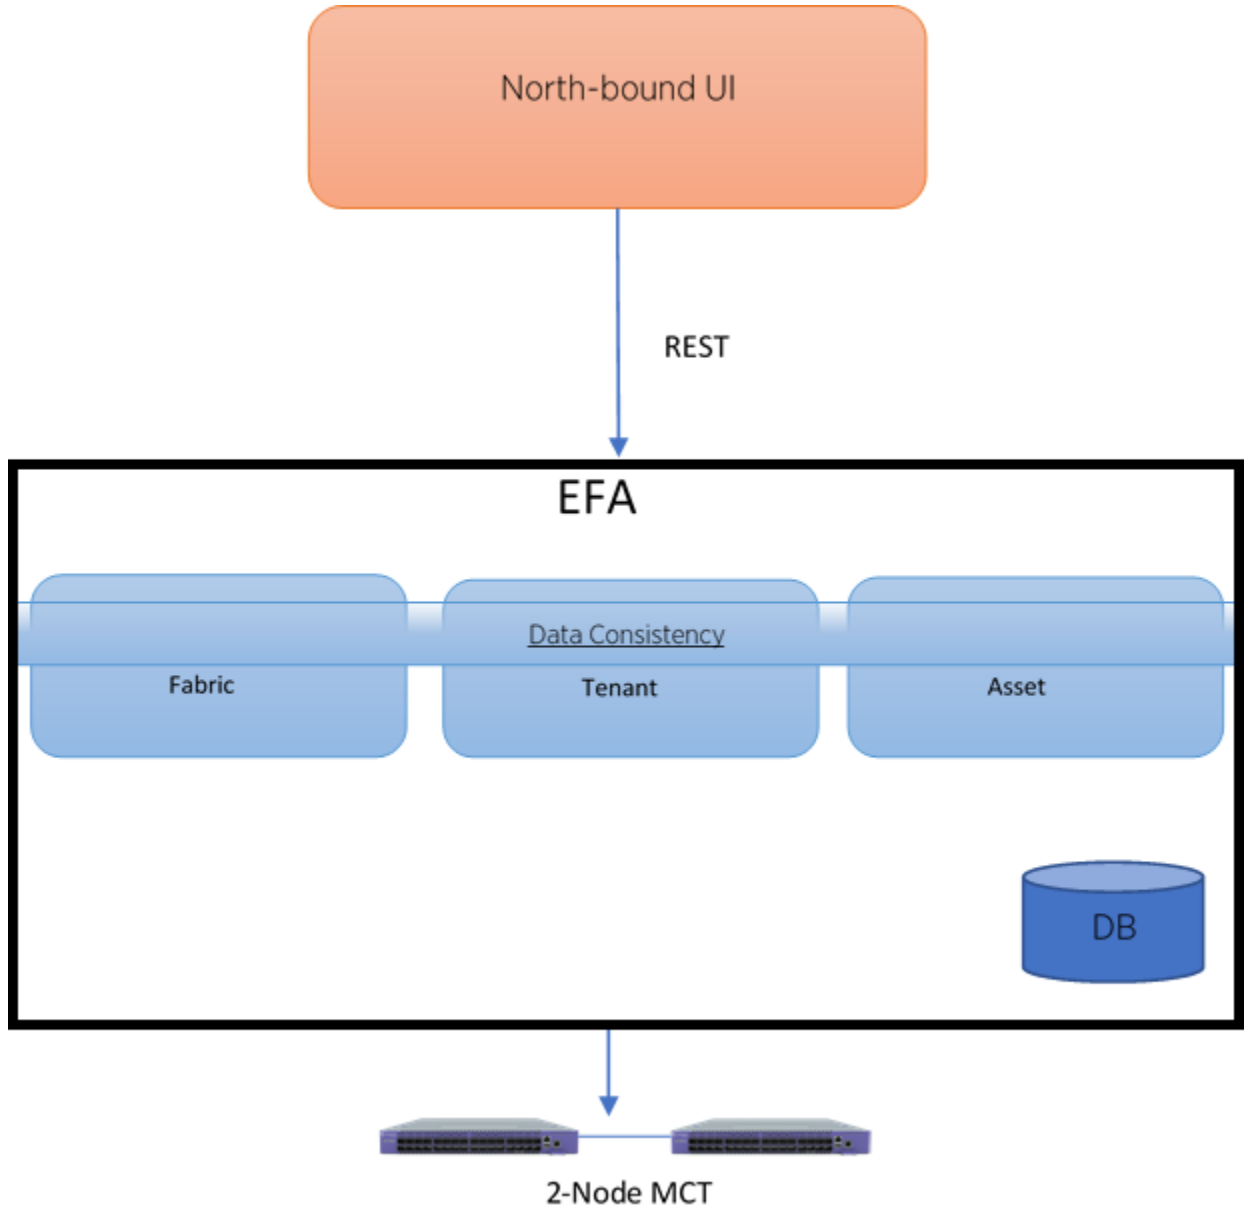 North-bound UI
REST
EFA
Data Consistency
Fabric
Tenant
Asset
DB
2-Node MCT